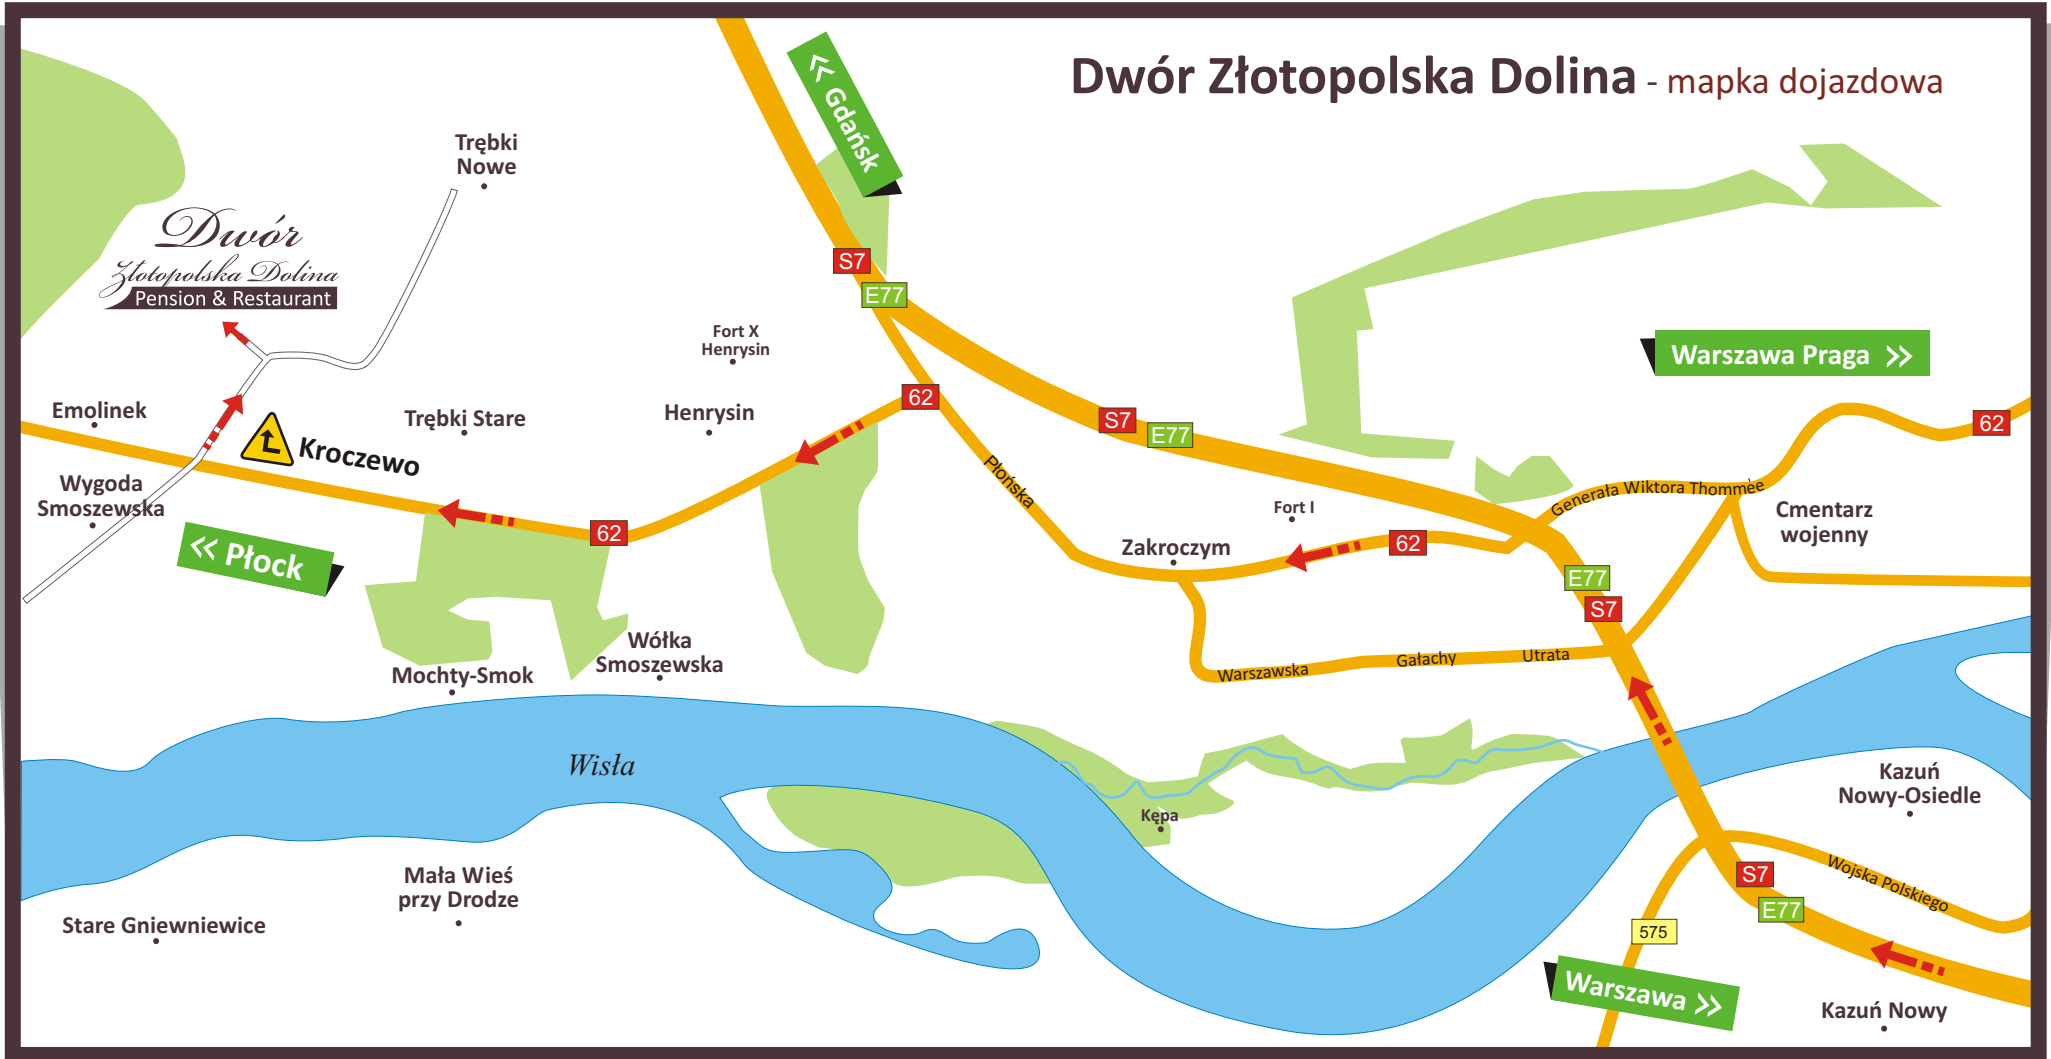 Dwór Złotopolska Dolina - mapka dojazdowa
« Gdańsk
Trębki
Nowe
Dwór
Złotopolska Dolina
Pension & Restaurant
S7
E77
Fort X
Henrysin
Warszawa Praga »
Emolinek
Trębki Stare
Henrysin
62
S7
E77
62
Kroczewo
Płońska
Generała Wiktora Thommée
Wygoda
Smoszewska
Fort I
Cmentarz
wojenny
62
62
Zakroczym
« Płock
E77
S7
Wółka
Smoszewska
Mochty-Smok
Warszawska
Gałachy
Utrata
Wisła
Kazuń
Nowy-Osiedle
Kępa
Mała Wieś
przy Drodze
S7
E77
Wojska Polskiego
Stare Gniewniewice
575
Warszawa »
Kazuń Nowy